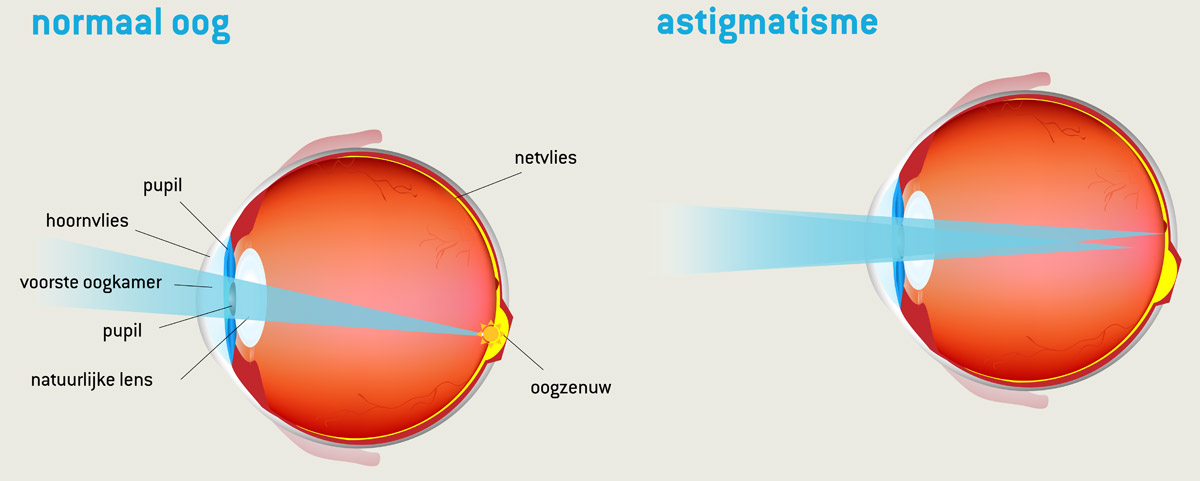 normaal oog
astigmatisme
netvlies
pupil
hoornvlies
voorste oogkamer
pupil
natuurlijke lens
oogzenuw